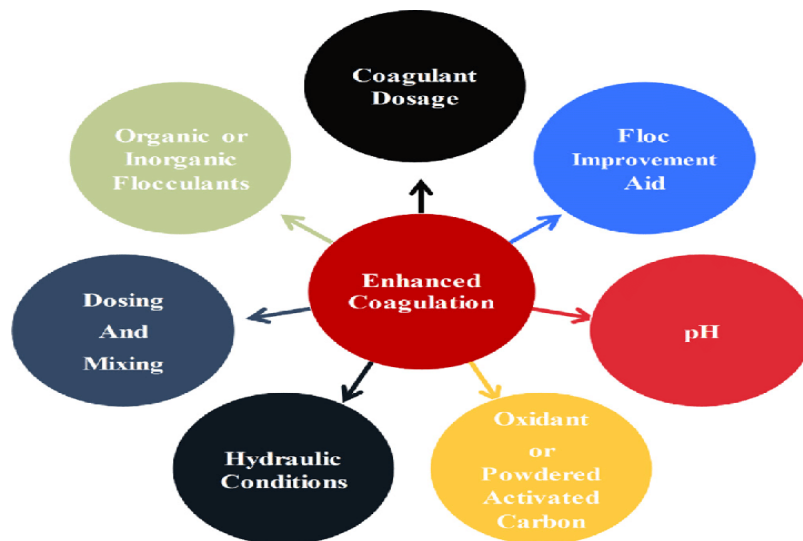 Coagulant
Dosage
Organic or
Inorganic
Flocculants
Floc
Improvement
Aid
Enhanced
Coagulation
Dosing
And
Mixing
pH
Hydraulic
Conditions
Oxidant
or
Powdered
Activated
Carbon